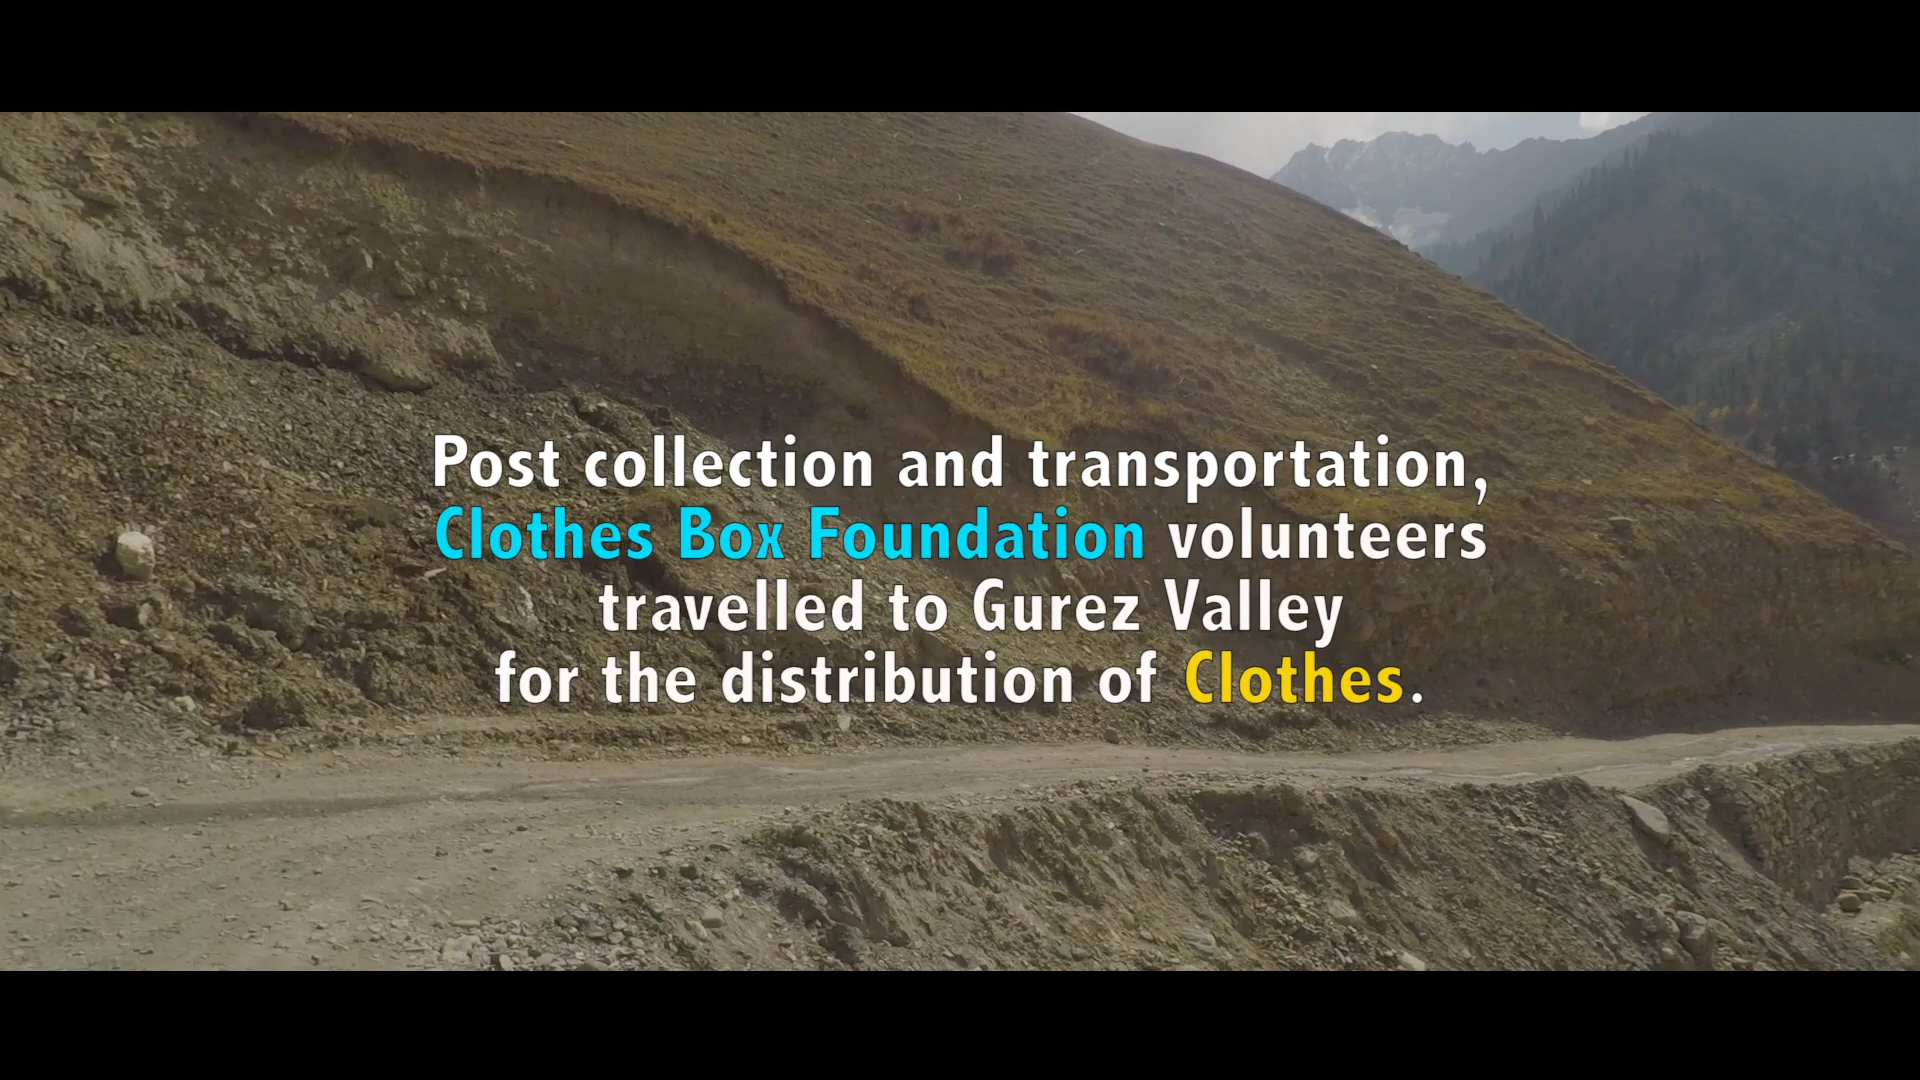 Post collection and transportation,
Clothes Box Foundation volunteers
travelled to Gurez Valley
for the distribution of Clothes.